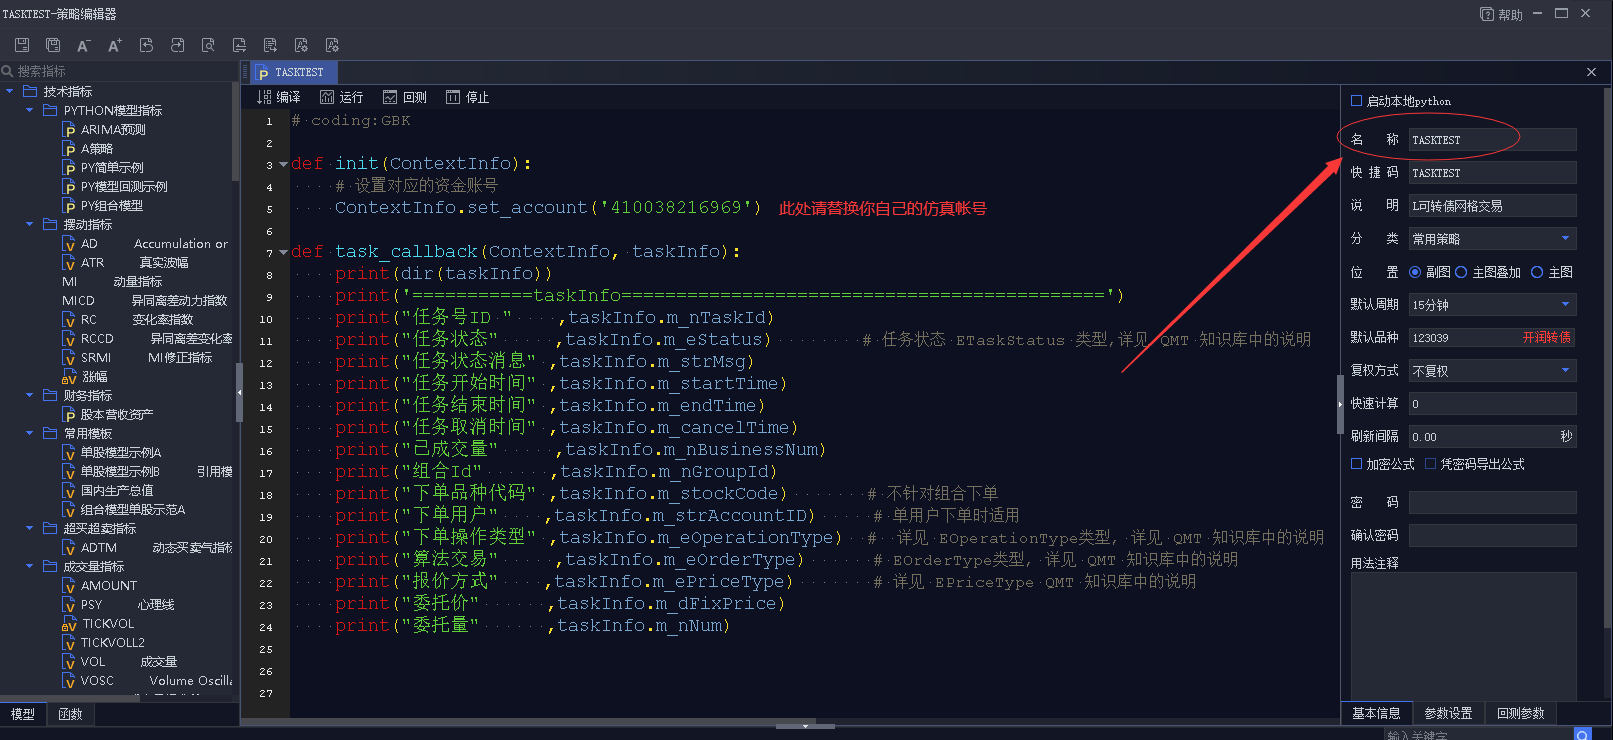 TASKTEST-策略编辑器
帮助
搜索指标
技术指标
PYTHON模型指标
ARIMA预测
A策略
PY简单示例
PY模型回测示例
PY组合模型
摆动指标
AD Accumulation or
ATR 真实波幅
MI 动量指标
MICD 异同离差动力指数
RC 变化率指数
RCCD 异同离差变化率
SRMI MI修正指标
涨幅
财务指标
股本营收资产
常用模板
单股模型示例A
单股模型示例B 引用模
国内生产总值
组合模型单股示范A
超买超卖指标
ADTM 动态买卖气指标
成交量指标
AMOUNT
PSY 心理线
TICKVOL
TICKVOLL2
VOL 成交量
VOSC Volume Oscilla
模型 函数
TASKTEST
编译 运行 回测 停止
1 # coding:GBK
2
3 def init(ContextInfo):
4 # 设置对应的资金账号
5 ContextInfo.set_account('410038216969') 此处请替换你自己的仿真帐号
6
7 def task_callback(ContextInfo, taskInfo):
8 print(dir(taskInfo))
9 print('===========taskInfo============================================')
10 print("任务号ID " ,taskInfo.m_nTaskId)
11 print("任务状态" ,taskInfo.m_eStatus) # 任务状态 ETaskStatus 类型,详见 QMT 知识库中的说明
12 print("任务状态消息" ,taskInfo.m_strMsg)
13 print("任务开始时间" ,taskInfo.m_startTime)
14 print("任务结束时间" ,taskInfo.m_endTime)
15 print("任务取消时间" ,taskInfo.m_cancelTime)
16 print("已成交量" ,taskInfo.m_nBusinessNum)
17 print("组合Id" ,taskInfo.m_nGroupId)
18 print("下单品种代码" ,taskInfo.m_stockCode) # 不针对组合下单
19 print("下单用户" ,taskInfo.m_strAccountID) # 单用户下单时适用
20 print("下单操作类型" ,taskInfo.m_eOperationType) # 详见 EOperationType类型, 详见 QMT 知识库中的说明
21 print("算法交易" ,taskInfo.m_eOrderType) # EOrderType类型, 详见 QMT 知识库中的说明
22 print("报价方式" ,taskInfo.m_ePriceType) # 详见 EPriceType QMT 知识库中的说明
23 print("委托价" ,taskInfo.m_dFixPrice)
24 print("委托量" ,taskInfo.m_nNum)
25
26
27
启动本地python
名 称 TASKTEST
快捷码 TASKTEST
说 明 L可转债网格交易
分 类 常用策略
位 置 副图 主图叠加 主图
默认周期 15分钟
默认品种 123039 开润转债
复权方式 不复权
快速计算 0
刷新间隔 0.00 秒
加密公式 凭密码导出公式
密 码
确认密码
用法注释
基本信息 参数设置 回测参数
输入关键字